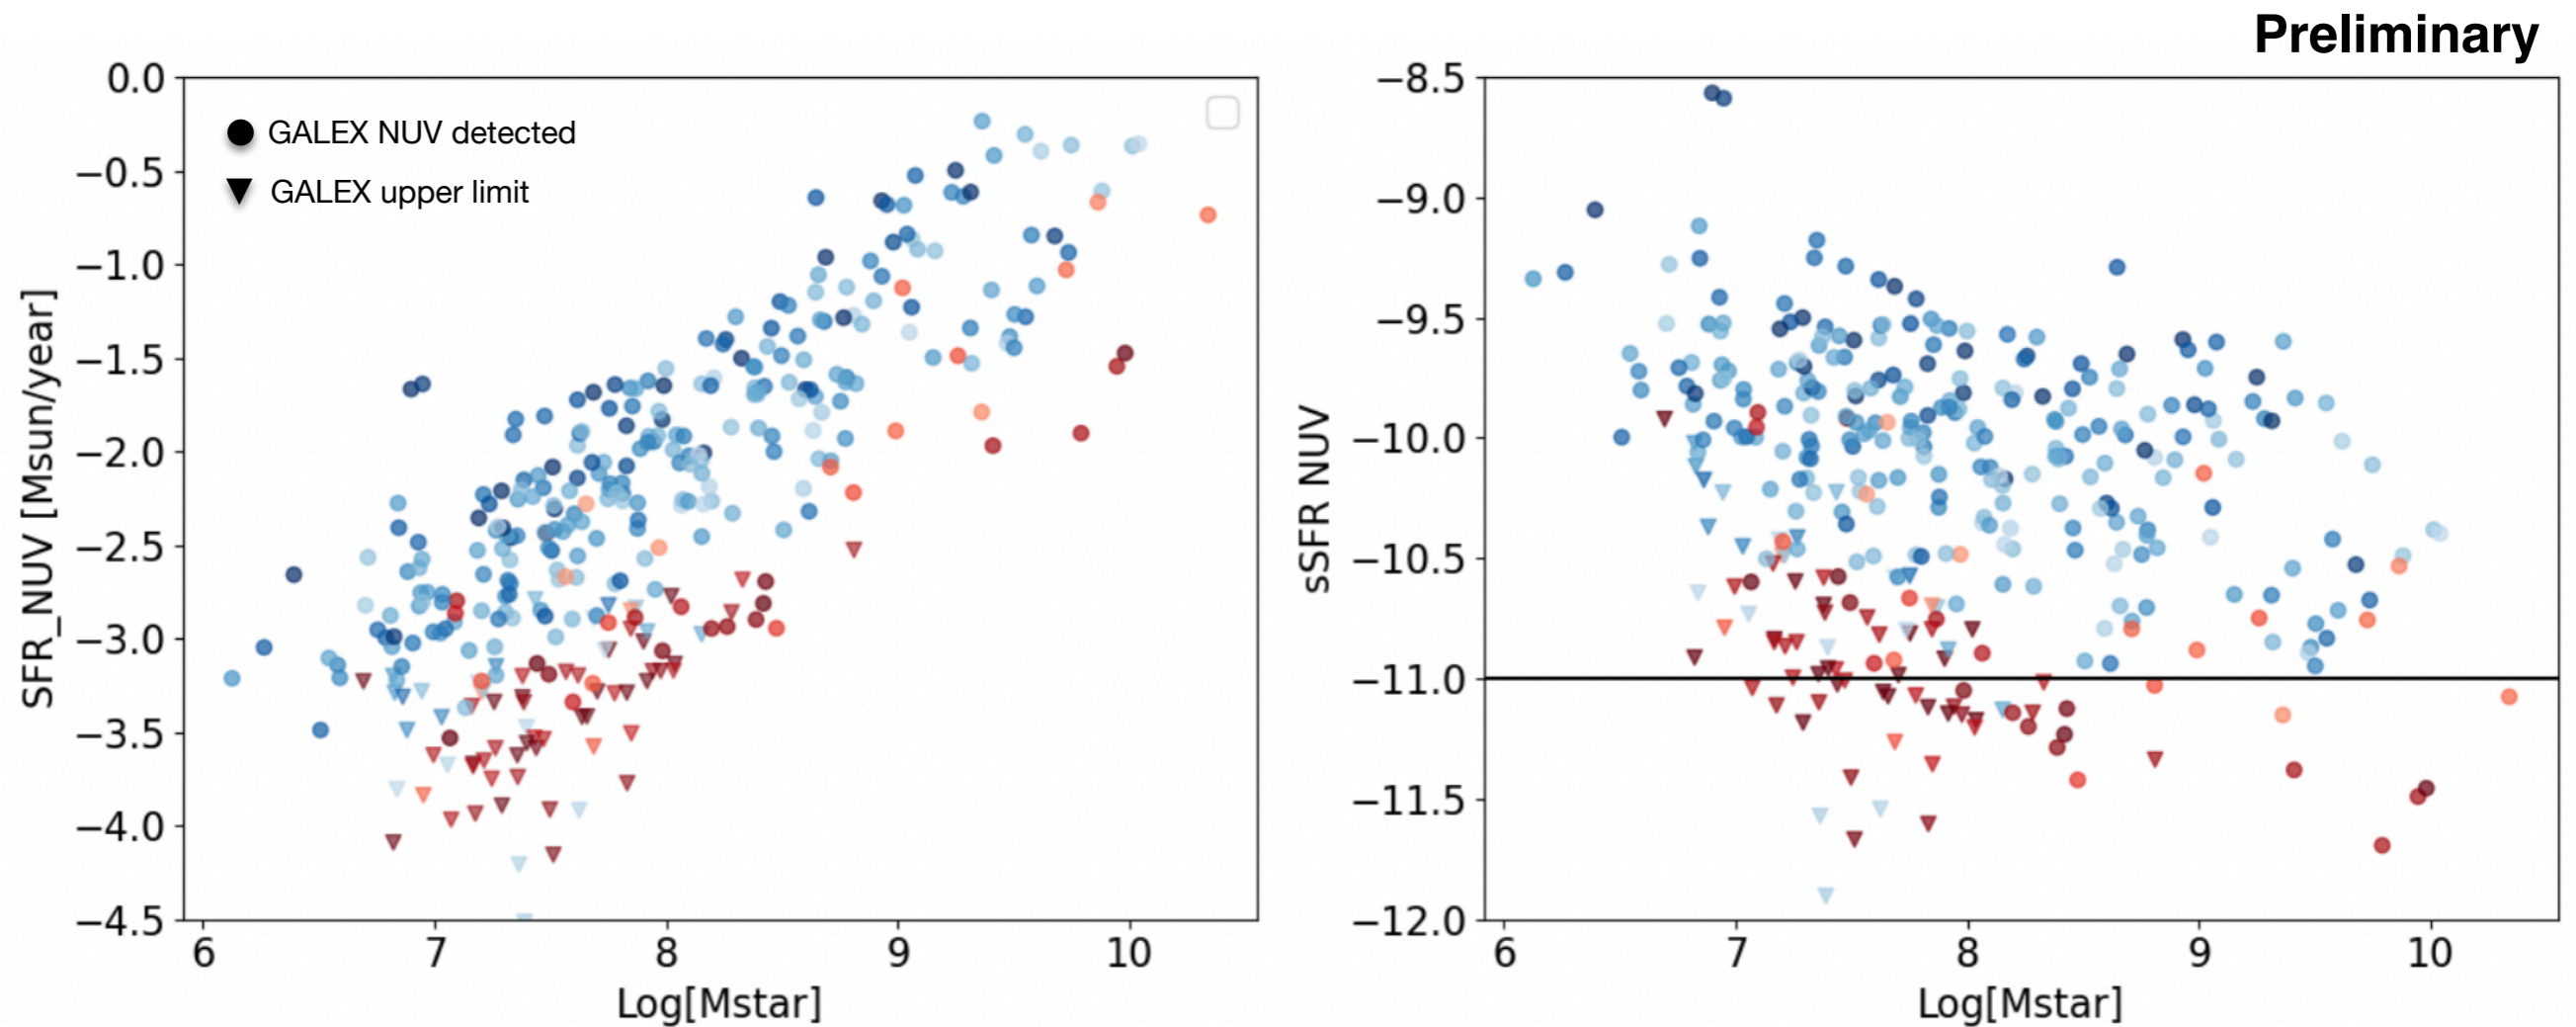 Preliminary
0.0
−0.5
−1.0
−1.5
−2.0
−2.5
−3.0
−3.5
−4.0
−4.5
SFR_NUV [Msun/year]
GALEX NUV detected
GALEX upper limit
6 7 8 9 10
Log[Mstar]
−8.5
−9.0
−9.5
−10.0
−10.5
−11.0
−11.5
−12.0
sSFR NUV
6 7 8 9 10
Log[Mstar]